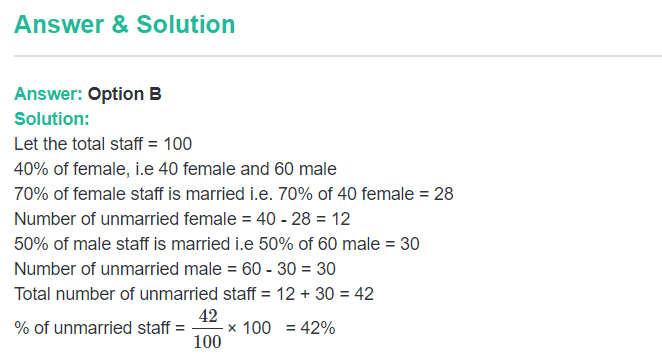 Answer & Solution
Answer: Option B
Solution:
Let the total staff = 100
40% of female, i.e 40 female and 60 male
70% of female staff is married i.e. 70% of 40 female = 28
Number of unmarried female = 40 - 28 = 12
50% of male staff is married i.e 50% of 60 male = 30
Number of unmarried male = 60 - 30 = 30
Total number of unmarried staff = 12 + 30 = 42
% of unmarried staff = 42/100 × 100 = 42%